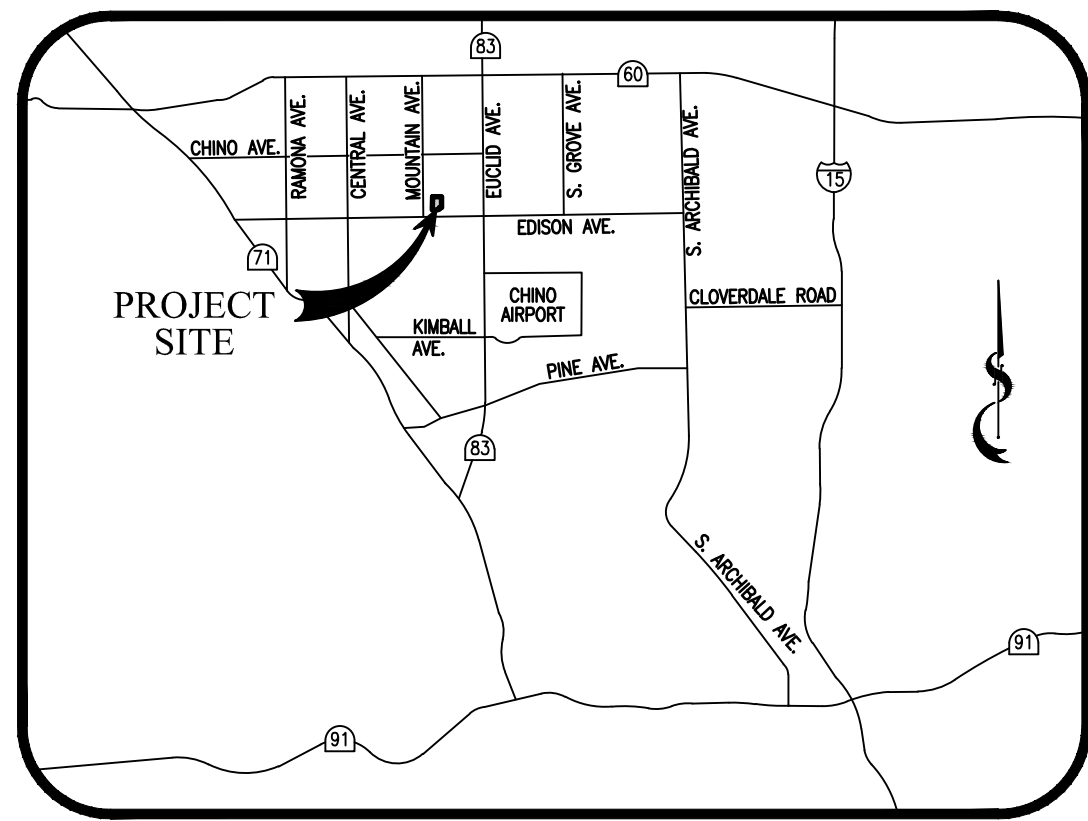 83
60
RAMONA AVE.
CENTRAL AVE.
MOUNTAIN AVE.
EUCLID AVE.
S. GROVE AVE.
S. ARCHIBALD AVE.
CHINO AVE.
15
EDISON AVE.
71
PROJECT
SITE
CHINO
AIRPORT
CLOVERDALE ROAD
KIMBALL
AVE.
PINE AVE.
83
S. ARCHIBALD AVE.
91
91